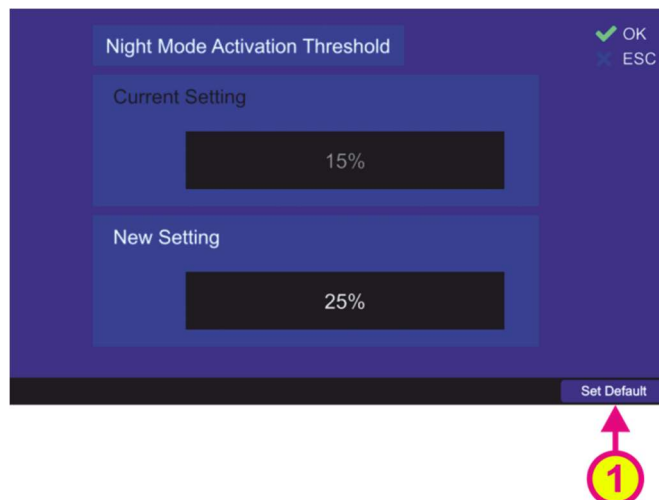 Night Mode Activation Threshold
OK
ESC
Current Setting
15%
New Setting
25%
Set Default
1